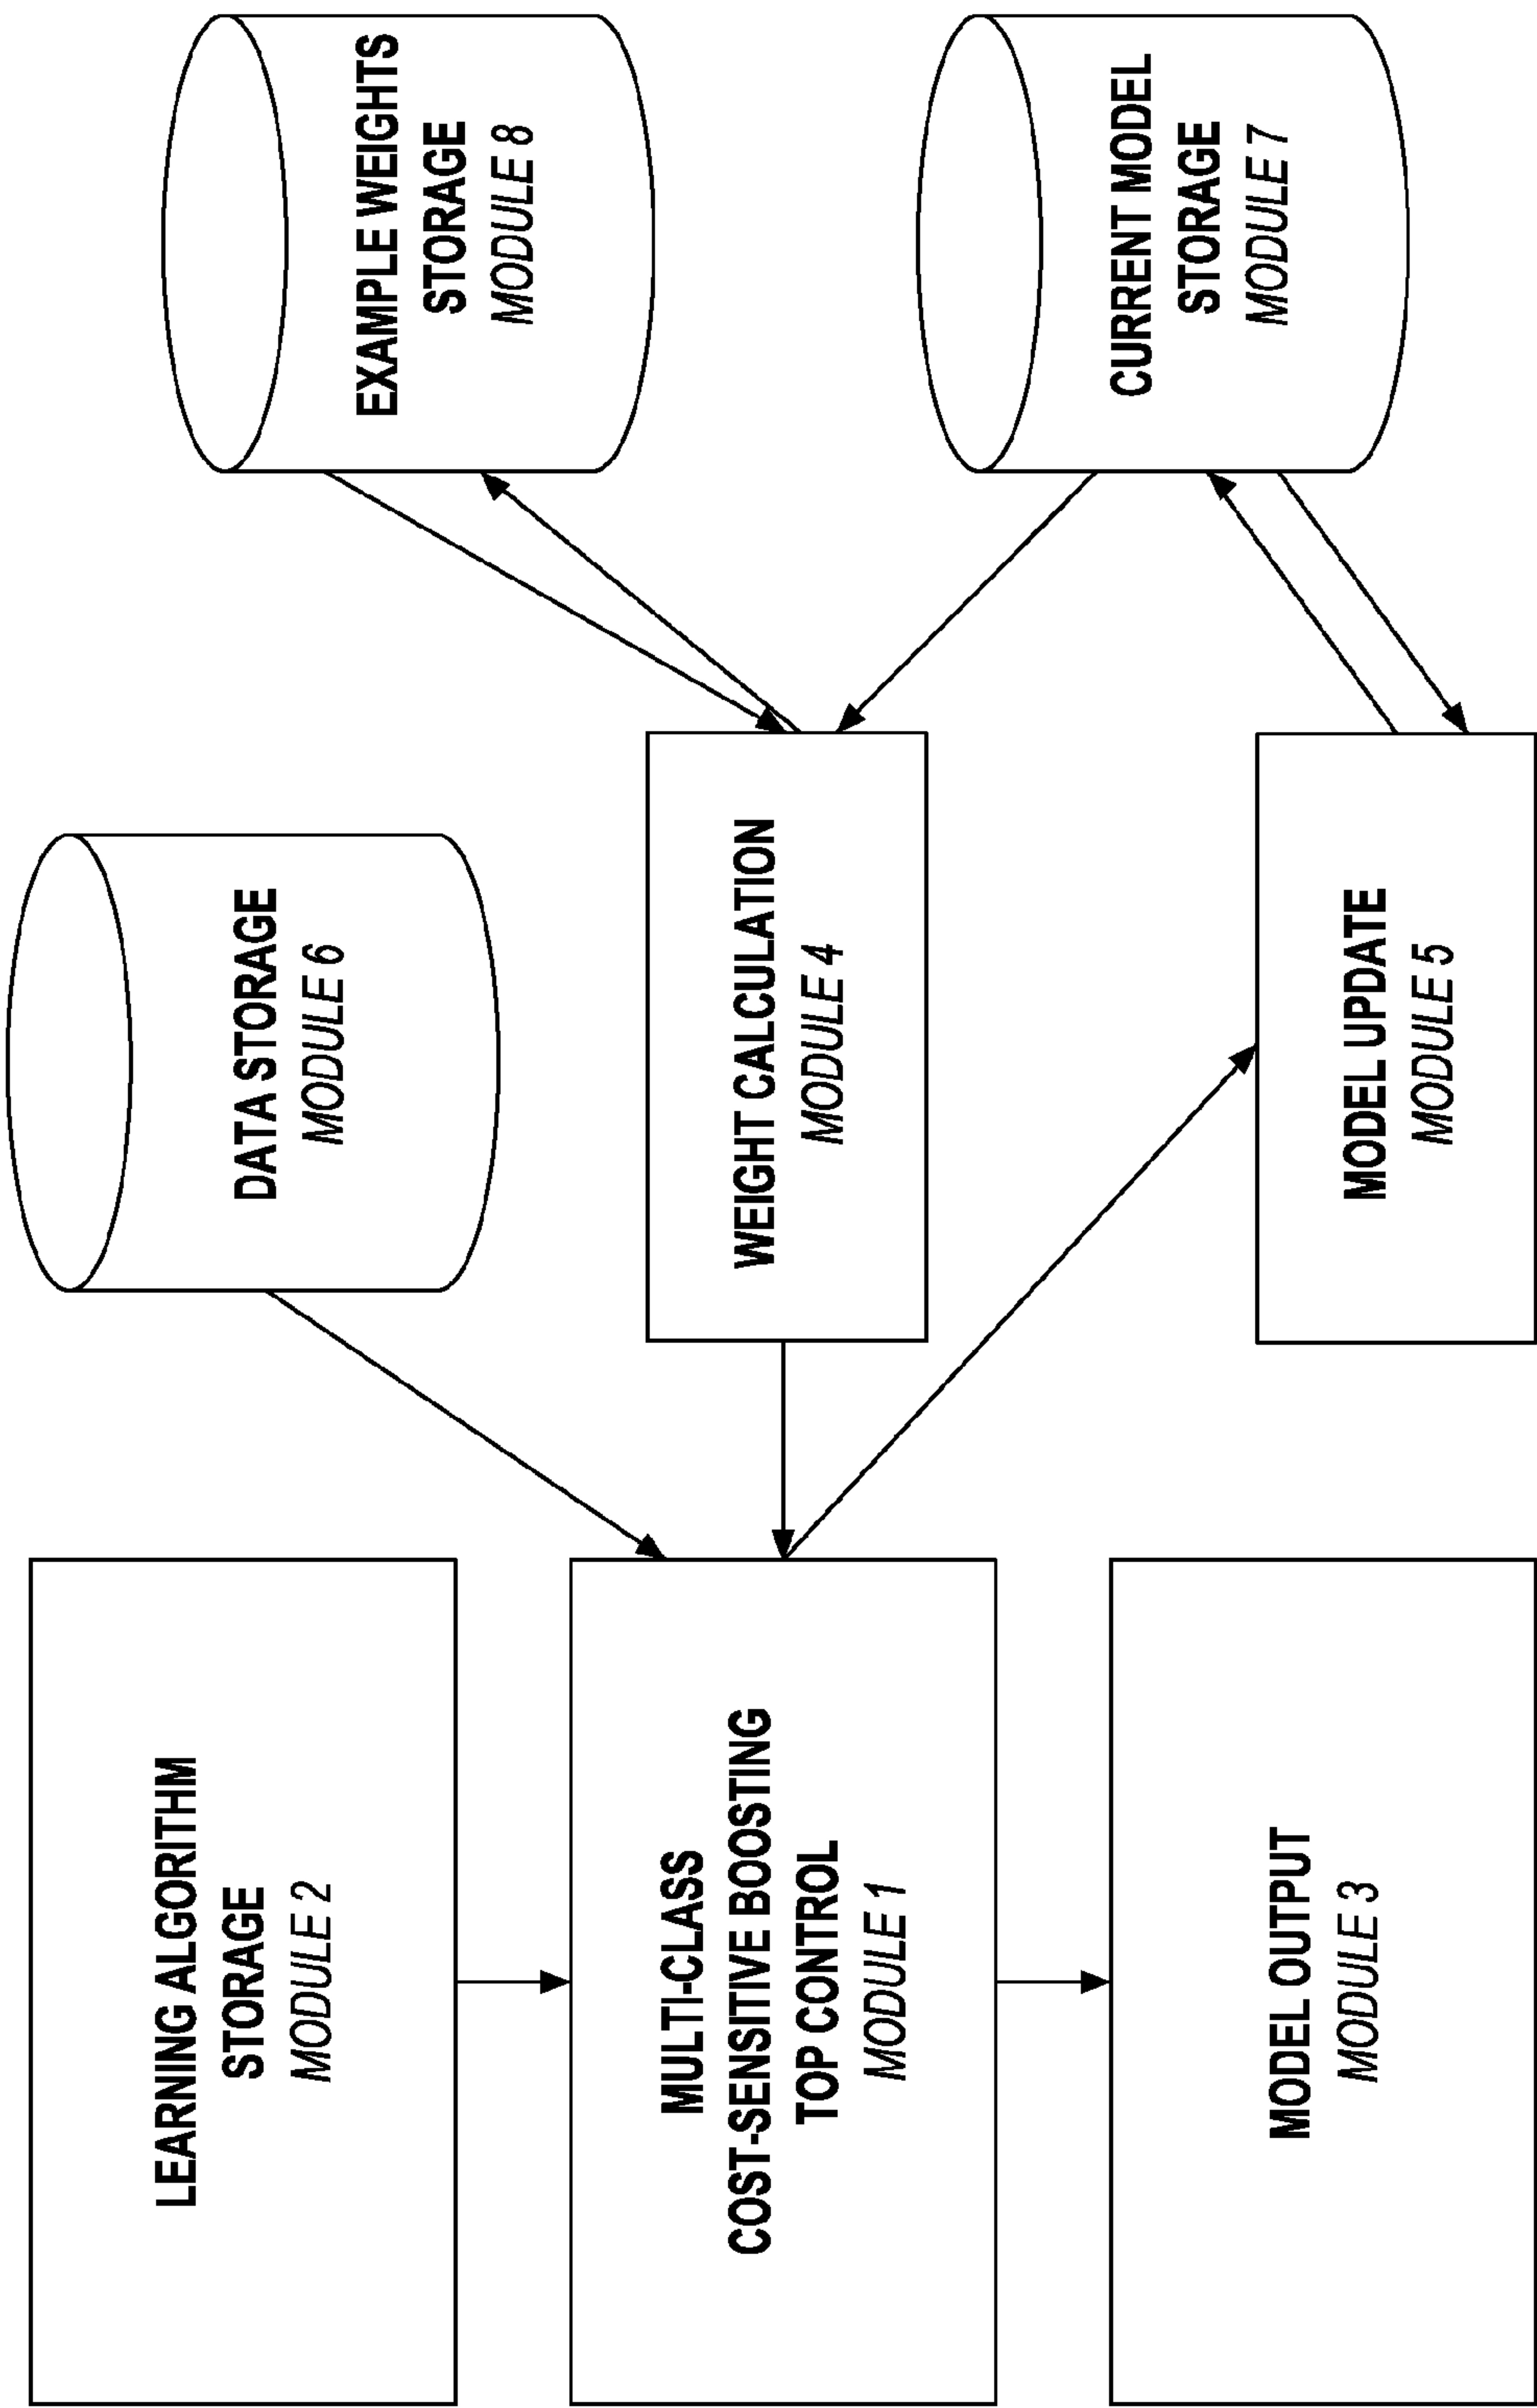 LEARNING ALGORITHM
STORAGE
MODULE 2
MULTI-CLASS
COST-SENSITIVE BOOSTING
TOP CONTROL
MODULE 1
MODEL OUTPUT
MODULE 3
DATA STORAGE
MODULE 6
WEIGHT CALCULATION
MODULE 4
MODEL UPDATE
MODULE 5
EXAMPLE WEIGHTS
STORAGE
MODULE 8
CURRENT MODEL
STORAGE
MODULE 7